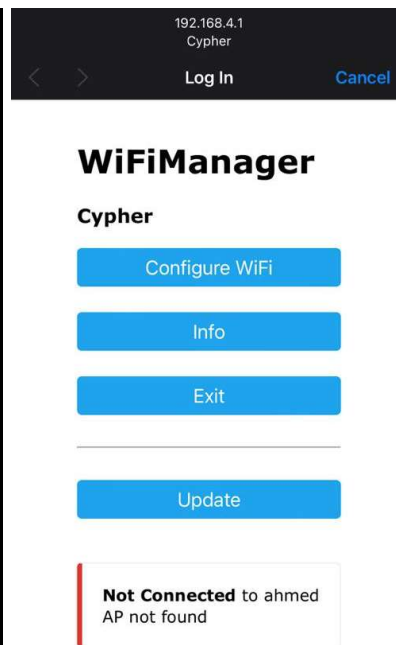 192.168.4.1
Cypher
Log In
Cancel
WiFiManager
Cypher
Configure WiFi
Info
Exit
Update
Not Connected to ahmed
AP not found